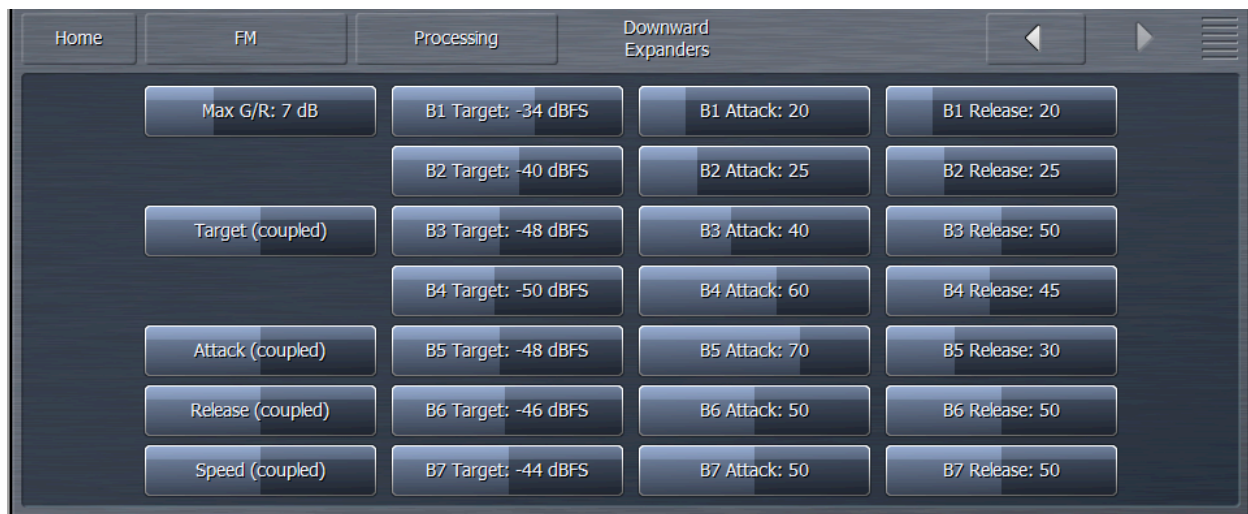 Home FM Processing Downward
Expanders
Max G/R: 7 dB B1 Target: -34 dBFS B1 Attack: 20 B1 Release: 20
B2 Target: -40 dBFS B2 Attack: 25 B2 Release: 25
Target (coupled) B3 Target: -48 dBFS B3 Attack: 40 B3 Release: 50
B4 Target: -50 dBFS B4 Attack: 60 B4 Release: 45
Attack (coupled) B5 Target: -48 dBFS B5 Attack: 70 B5 Release: 30
Release (coupled) B6 Target: -46 dBFS B6 Attack: 50 B6 Release: 50
Speed (coupled) B7 Target: -44 dBFS B7 Attack: 50 B7 Release: 50